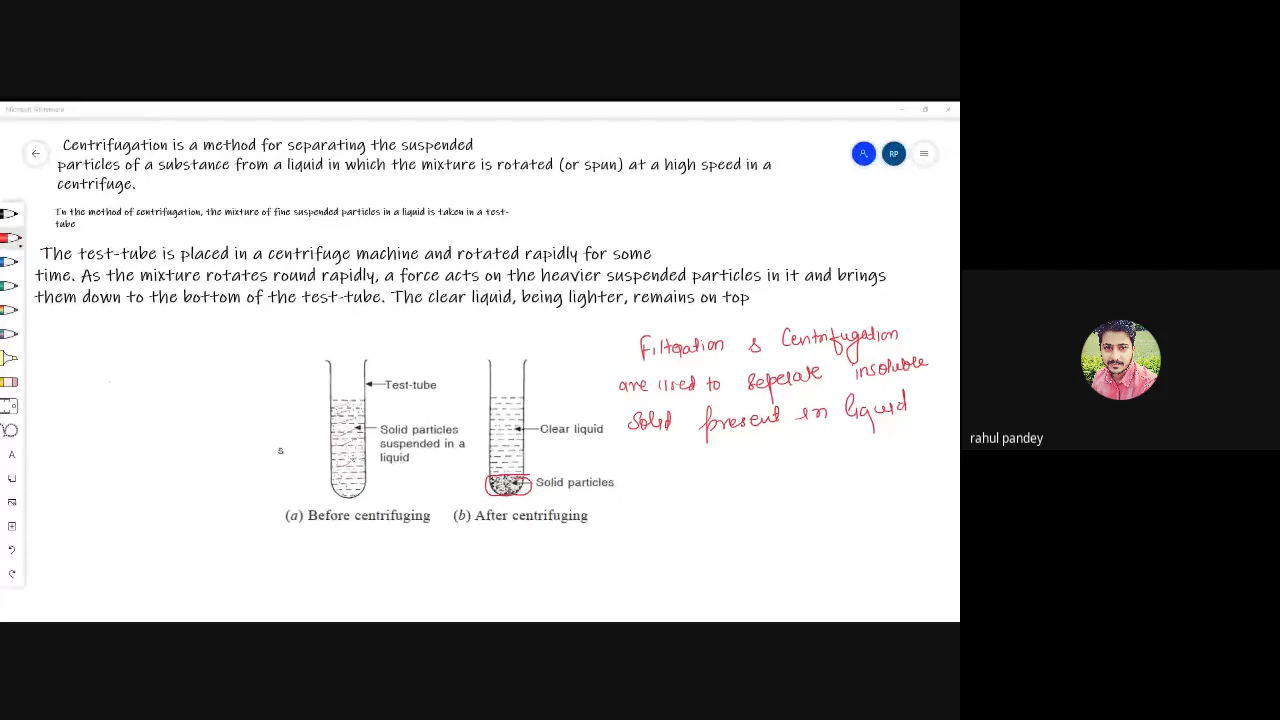 Microsoft Whiteboard
Centrifugation is a method for separating the suspended
particles of a substance from a liquid in which the mixture is rotated (or spun) at a high speed in a
centrifuge.
RP
In the method of centrifugation, the mixture of fine suspended particles in a liquid is taken in a test-
tube
The test-tube is placed in a centrifuge machine and rotated rapidly for some
time. As the mixture rotates round rapidly, a force acts on the heavier suspended particles in it and brings
them down to the bottom of the test-tube. The clear liquid, being lighter, remains on top
Filteration & Centrifugation
are used to seperate insoluble
solid present in liquid
Test-tube
Solid particles
suspended in a
liquid
Clear liquid
s
Solid particles
(a) Before centrifuging
(b) After centrifuging
A
rahul pandey